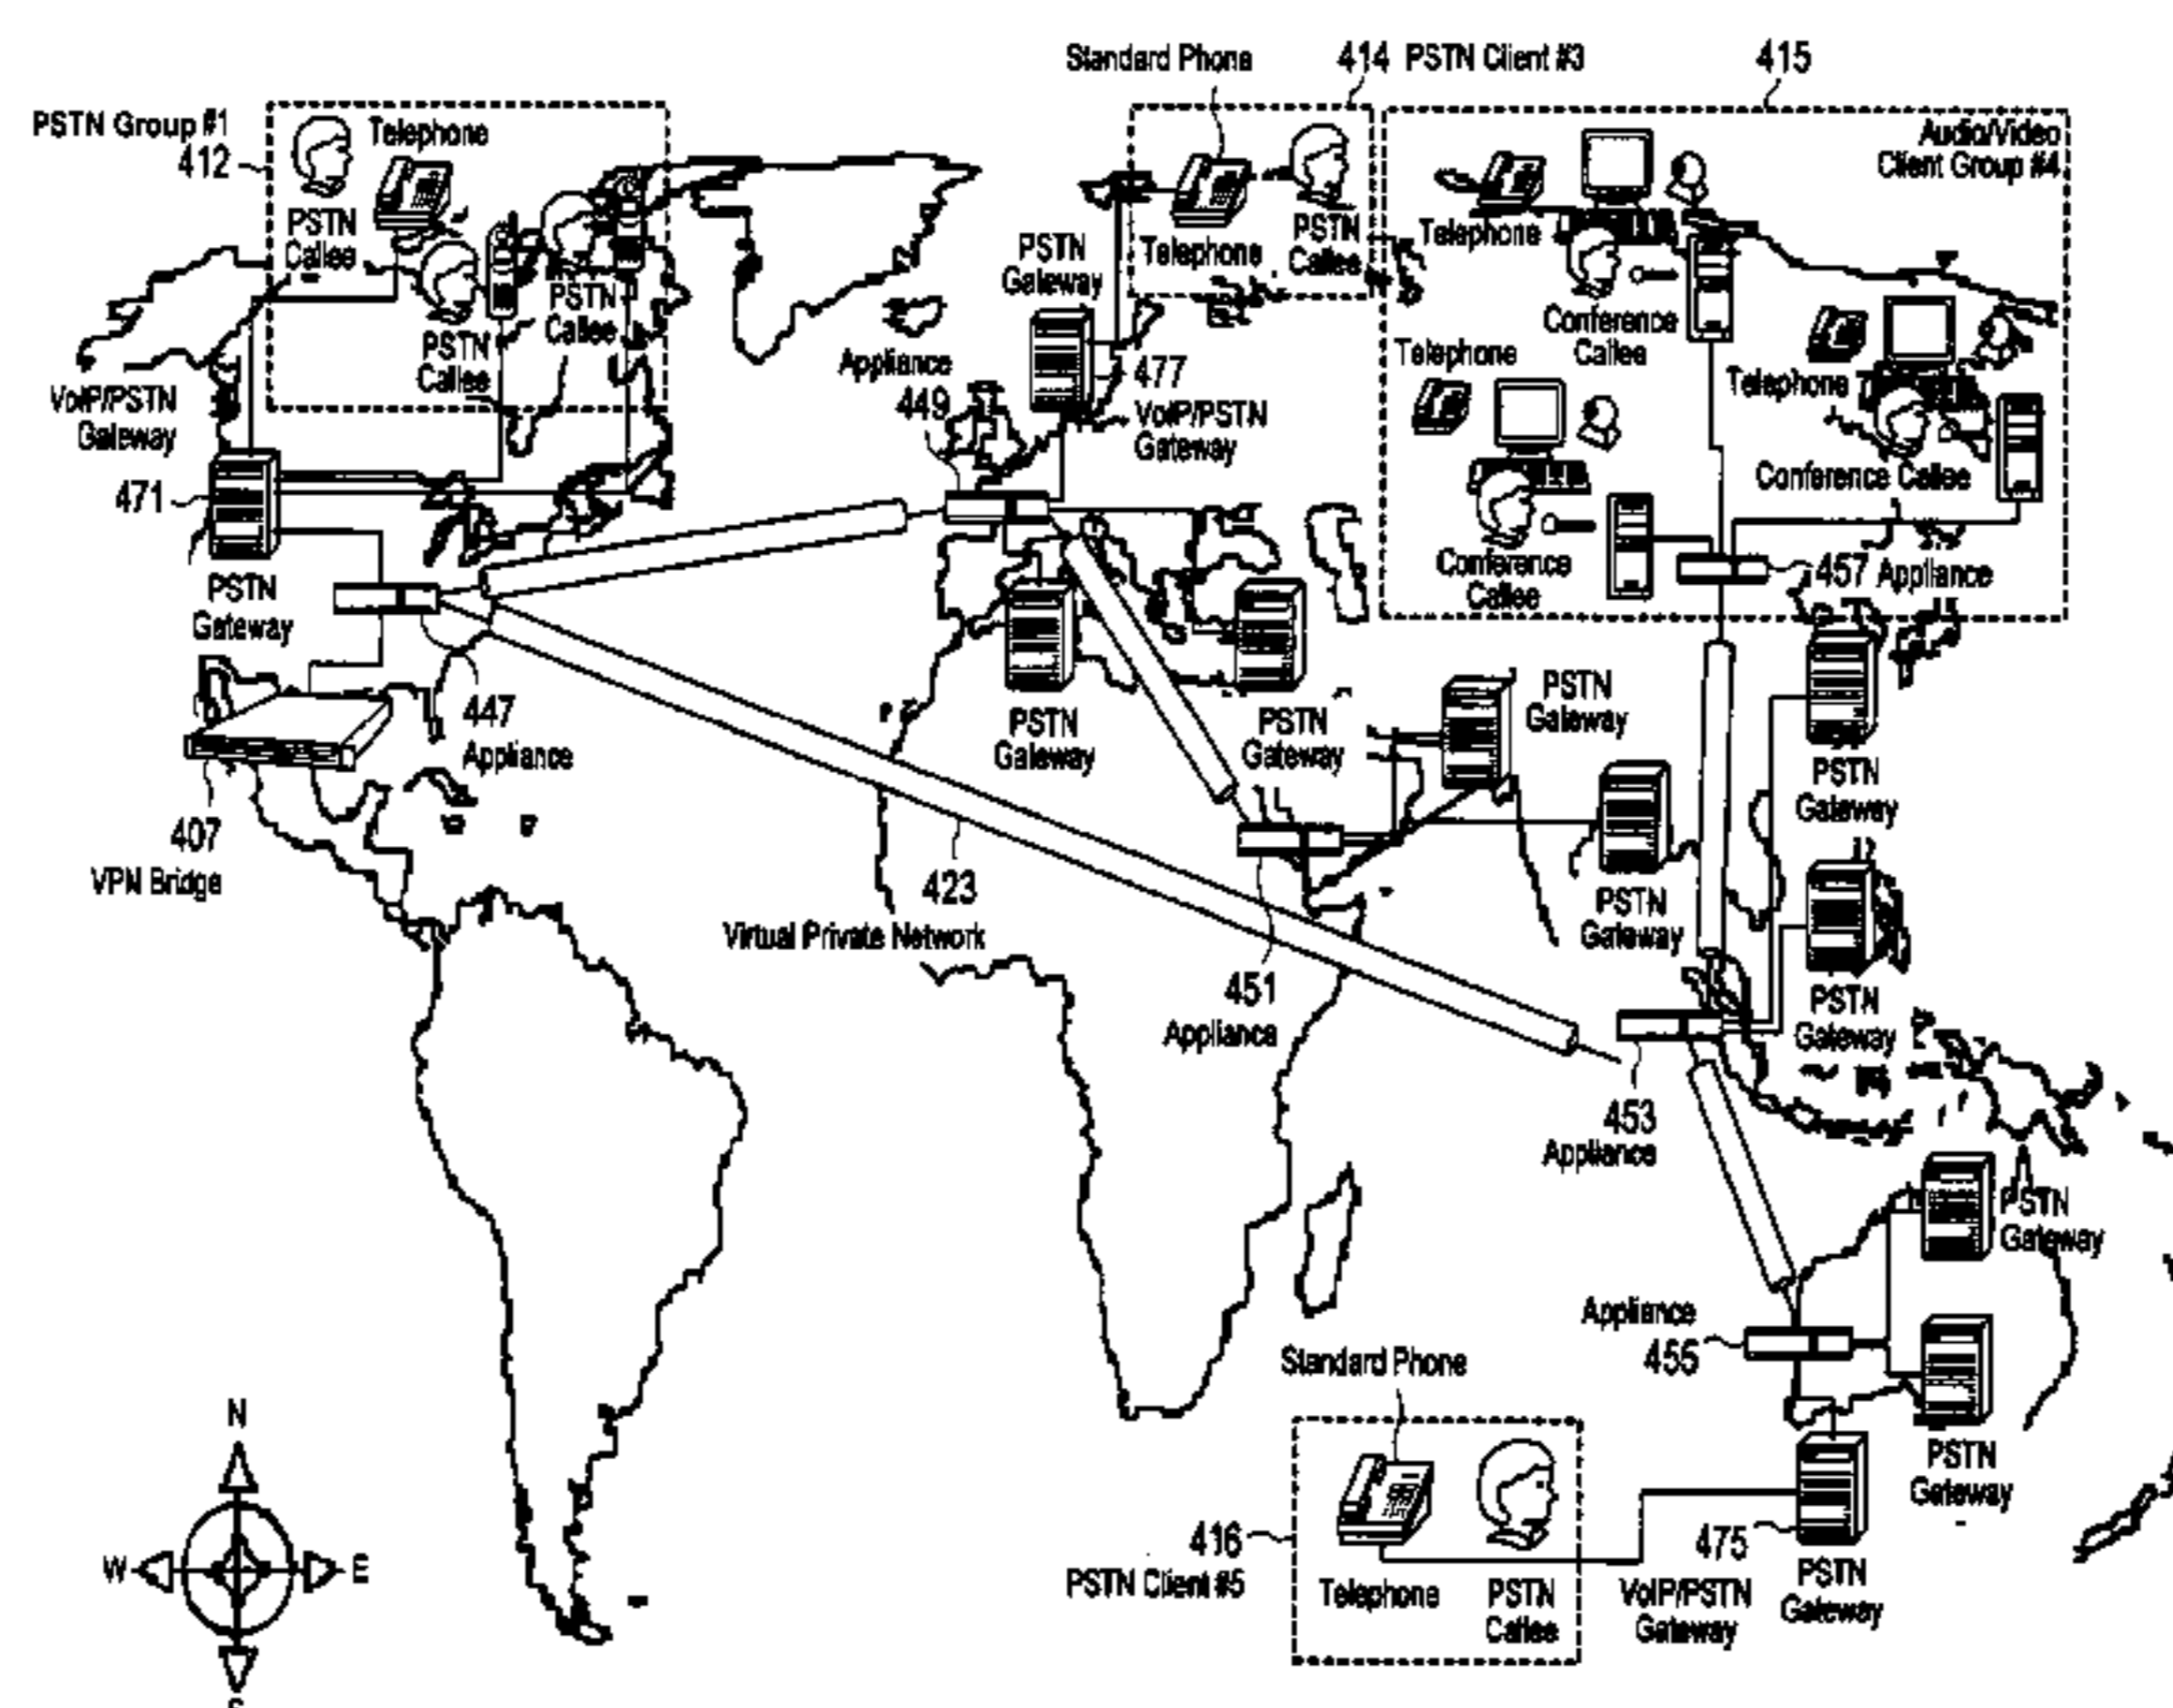 Standard Phone
414 PSTN Client #3
415
PSTN Group #1
412
Telephone
PSTN
Callee
PSTN
Callee
PSTN
Callee
VoIP/PSTN
Gateway
471
PSTN
Gateway
447
Appliance
407
VPN Bridge
PSTN
Gateway
Telephone
PSTN
Callee
Appliance
449
477
VoIP/PSTN
Gateway
Audio/Video
Client Group #4
Telephone
Conference
Callee
Telephone
Telephone
Conference Callee
Conference
Callee
457 Appliance
PSTN
Gateway
PSTN
Gateway
PSTN
Gateway
PSTN
Gateway
PSTN
Gateway
PSTN
Gateway
423
Virtual Private Network
451
Appliance
453
Appliance
PSTN
Gateway
Appliance
455
PSTN
Gateway
Standard Phone
416
PSTN Client #5
Telephone
PSTN
Callee
475
VoIP/PSTN
Gateway
PSTN
Gateway
N
W
E
S